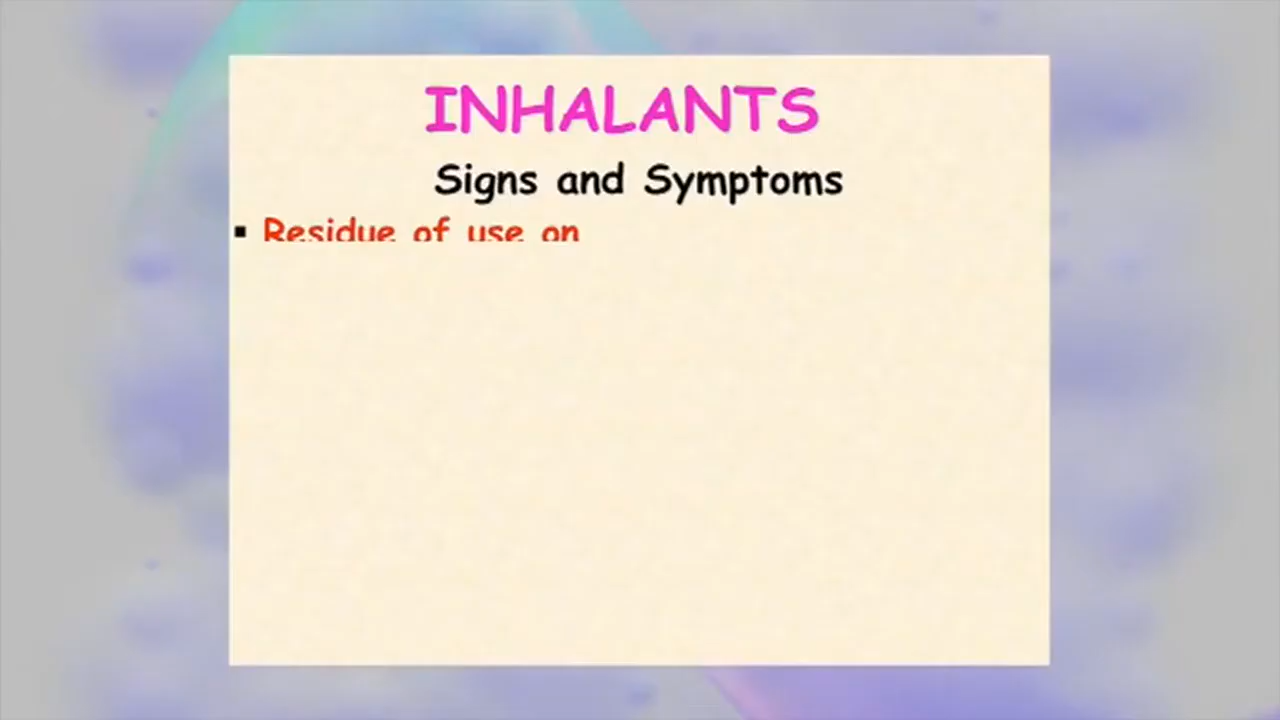 INHALANTS
Signs and Symptoms
▪ Residue of use on